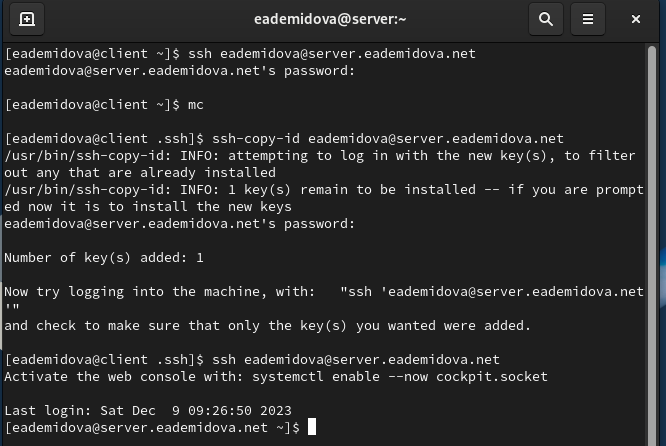 eademidova@server:~
[eademidova@client ~]$ ssh eademidova@server.eademidova.net
eademidova@server.eademidova.net's password:
[eademidova@client ~]$ mc
[eademidova@client .ssh]$ ssh-copy-id eademidova@server.eademidova.net
/usr/bin/ssh-copy-id: INFO: attempting to log in with the new key(s), to filter
out any that are already installed
/usr/bin/ssh-copy-id: INFO: 1 key(s) remain to be installed -- if you are prompt
ed now it is to install the new keys
eademidova@server.eademidova.net's password:
Number of key(s) added: 1
Now try logging into the machine, with:   "ssh 'eademidova@server.eademidova.net
'"
and check to make sure that only the key(s) you wanted were added.
[eademidova@client .ssh]$ ssh eademidova@server.eademidova.net
Activate the web console with: systemctl enable --now cockpit.socket
Last login: Sat Dec  9 09:26:50 2023
[eademidova@server.eademidova.net ~]$